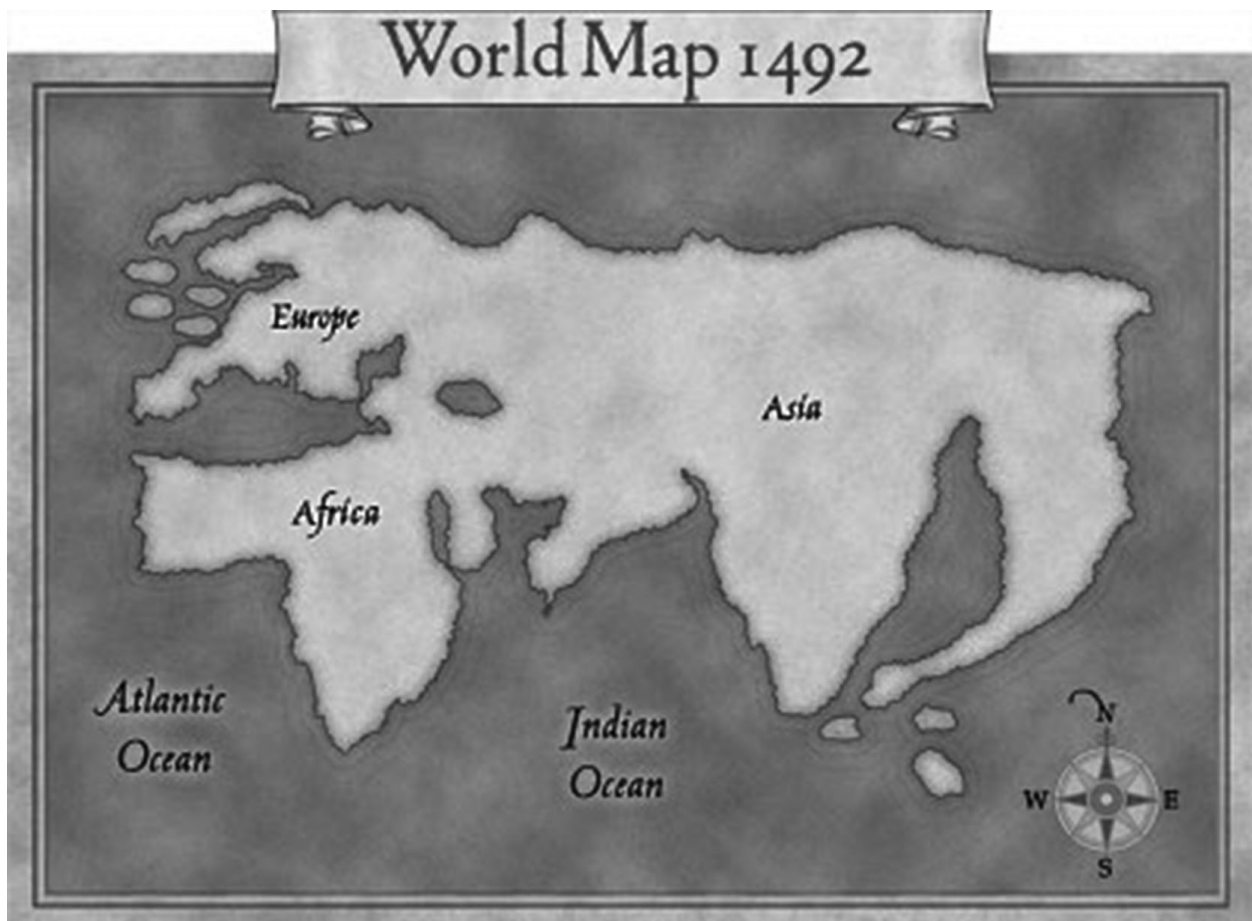 World Map 1492
Europe
Asia
Africa
Atlantic
Ocean
Indian
Ocean
N
W E
S